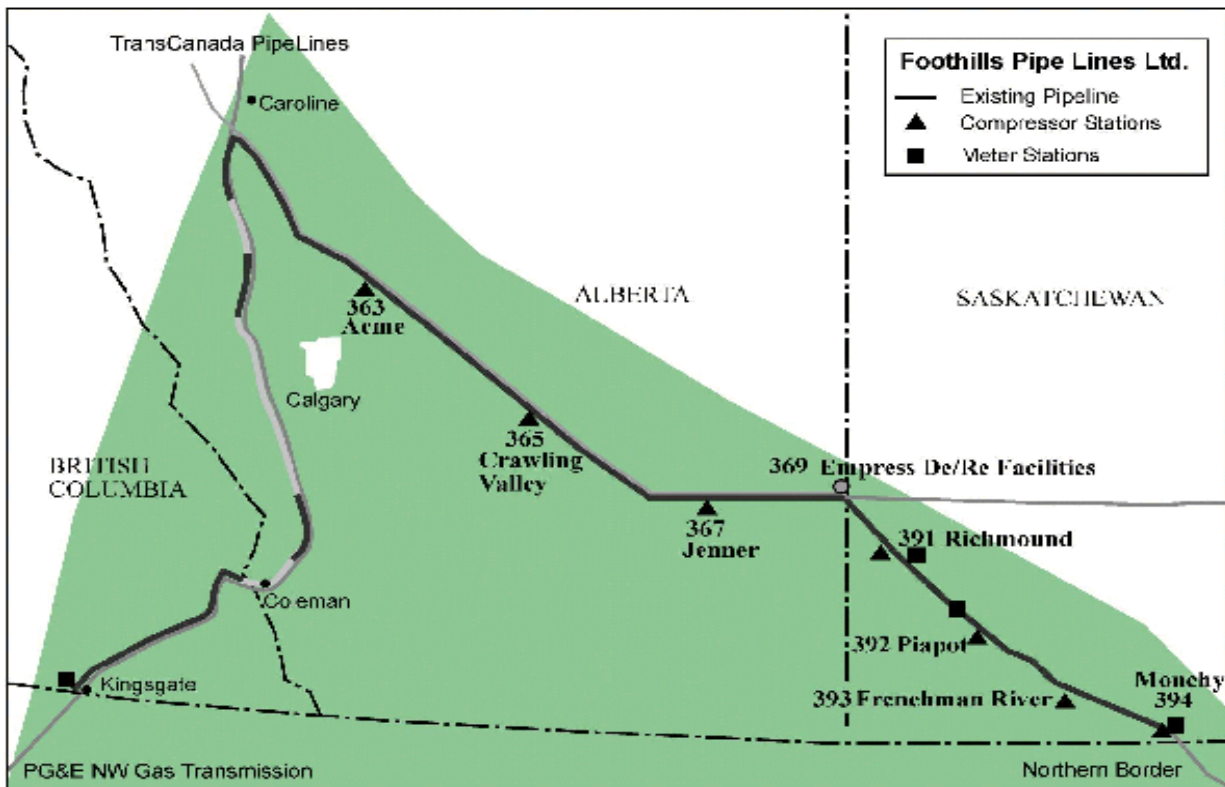 TransCanada PipeLines
Caroline
Foothills Pipe Lines Ltd.
Existing Pipeline
Compressor Stations
Meter Stations
ALBERTA
SASKATCHEWAN
363
Acme
Calgary
365
Crawling
Valley
BRITISH
COLUMBIA
369 Empress De/Re Facilities
367
Jenner
391 Richmound
Coleman
392 Piapot
Kingsgate
393 Frenchman River
Monchy
394
PG&E NW Gas Transmission
Northern Border